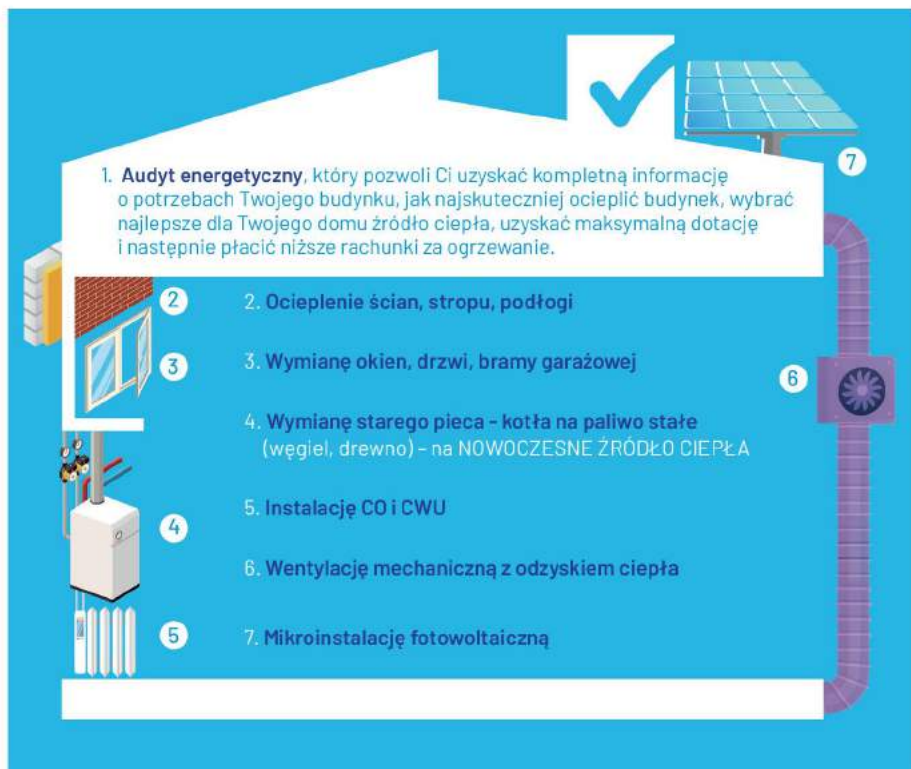 1. Audyt energetyczny, który pozwoli Ci uzyskać kompletną informację
o potrzebach Twojego budynku, jak najskuteczniej ocieplić budynek, wybrać
najlepsze dla Twojego domu źródło ciepła, uzyskać maksymalną dotację
i następnie płacić niższe rachunki za ogrzewanie.
7
2
2. Ocieplenie ścian, stropu, podłogi
3
3. Wymianę okien, drzwi, bramy garażowej
6
4. Wymianę starego pieca - kotła na paliwo stałe
(węgiel, drewno) – na NOWOCZESNE ŹRÓDŁO CIEPŁA
4
5. Instalację CO i CWU
6. Wentylację mechaniczną z odzyskiem ciepła
5
7. Mikroinstalację fotowoltaiczną